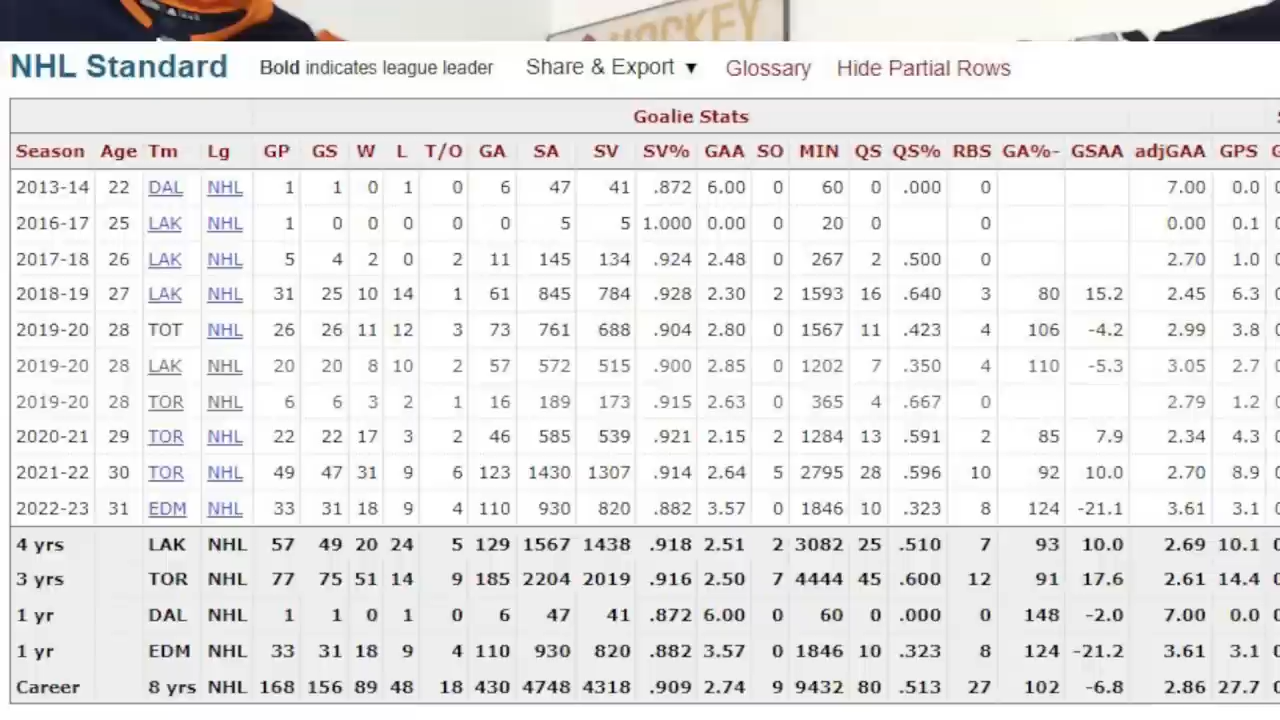 HOCKEY
NHL Standard Bold indicates league leader Share & Export ▼ Glossary Hide Partial Rows
Goalie Stats
Season Age Tm Lg GP GS W L T/O GA SA SV SV% GAA SO MIN QS QS% RBS GA%- GSAA adjGAA GPS
2013-14 22 DAL NHL 1 1 0 1 0 6 47 41 .872 6.00 0 60 0 .000 0 7.00 0.0
2016-17 25 LAK NHL 1 0 0 0 0 0 5 5 1.000 0.00 0 20 0 0 0.00 0.1
2017-18 26 LAK NHL 5 4 2 0 2 11 145 134 .924 2.48 0 267 2 .500 0 2.70 1.0
2018-19 27 LAK NHL 31 25 10 14 1 61 845 784 .928 2.30 2 1593 16 .640 3 80 15.2 2.45 6.3
2019-20 28 TOT NHL 26 26 11 12 3 73 761 688 .904 2.80 0 1567 11 .423 4 106 -4.2 2.99 3.8
2019-20 28 LAK NHL 20 20 8 10 2 57 572 515 .900 2.85 0 1202 7 .350 4 110 -5.3 3.05 2.7
2019-20 28 TOR NHL 6 6 3 2 1 16 189 173 .915 2.63 0 365 4 .667 0 2.79 1.2
2020-21 29 TOR NHL 22 22 17 3 2 46 585 539 .921 2.15 2 1284 13 .591 2 85 7.9 2.34 4.3
2021-22 30 TOR NHL 49 47 31 9 6 123 1430 1307 .914 2.64 5 2795 28 .596 10 92 10.0 2.70 8.9
2022-23 31 EDM NHL 33 31 18 9 4 110 930 820 .882 3.57 0 1846 10 .323 8 124 -21.1 3.61 3.1
4 yrs LAK NHL 57 49 20 24 5 129 1567 1438 .918 2.51 2 3082 25 .510 7 93 10.0 2.69 10.1
3 yrs TOR NHL 77 75 51 14 9 185 2204 2019 .916 2.50 7 4444 45 .600 12 91 17.6 2.61 14.4
1 yr DAL NHL 1 1 0 1 0 6 47 41 .872 6.00 0 60 0 .000 0 148 -2.0 7.00 0.0
1 yr EDM NHL 33 31 18 9 4 110 930 820 .882 3.57 0 1846 10 .323 8 124 -21.2 3.61 3.1
Career 8 yrs NHL 168 156 89 48 18 430 4748 4318 .909 2.74 9 9432 80 .513 27 102 -6.8 2.86 27.7